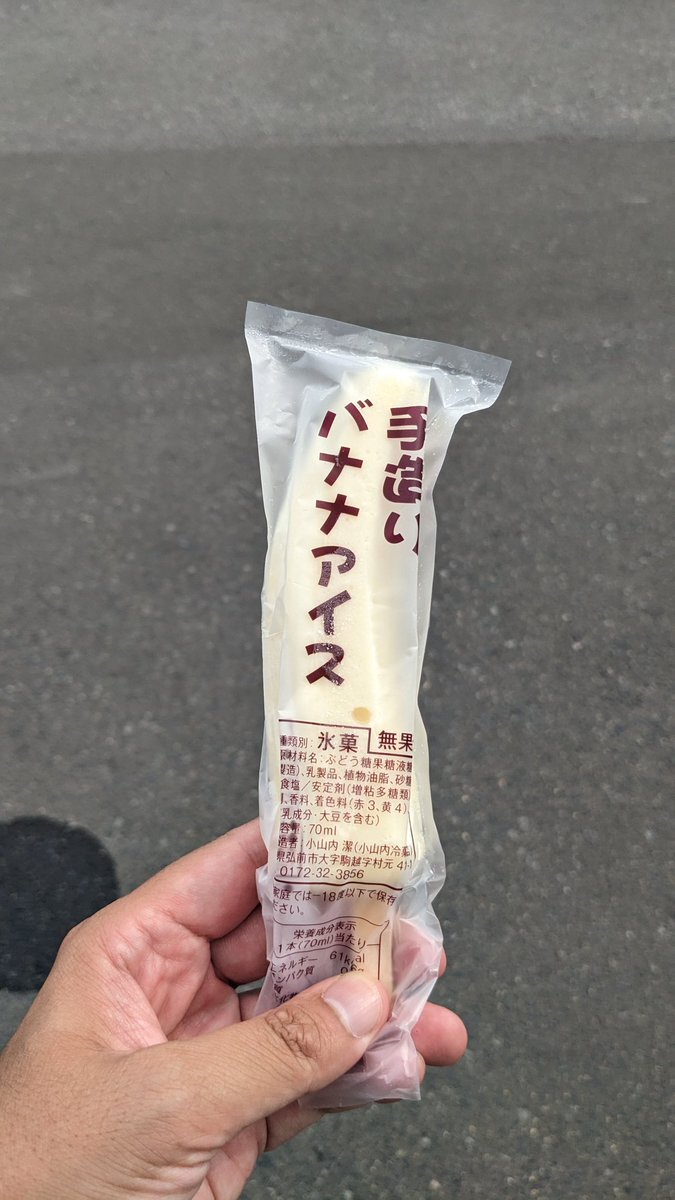 手造り
バナナアイス
種類別:氷菓 無果
原材料名:ぶどう糖果糖液糖
製造)、乳製品、植物油脂、砂糖
食塩/安定剤(増粘多糖類)
、香料、着色料(赤3、黄4)
乳成分・大豆を含む)
容量:70ml
造者:小山内 潔(小山内冷菓)
県弘前市大字駒越字村元 41-1
0172-32-3856
家庭では-18度以下で保存
ださい。
栄養成分表示
1本(70ml)当たり
エネルギー 61kcal
ンパク質
質